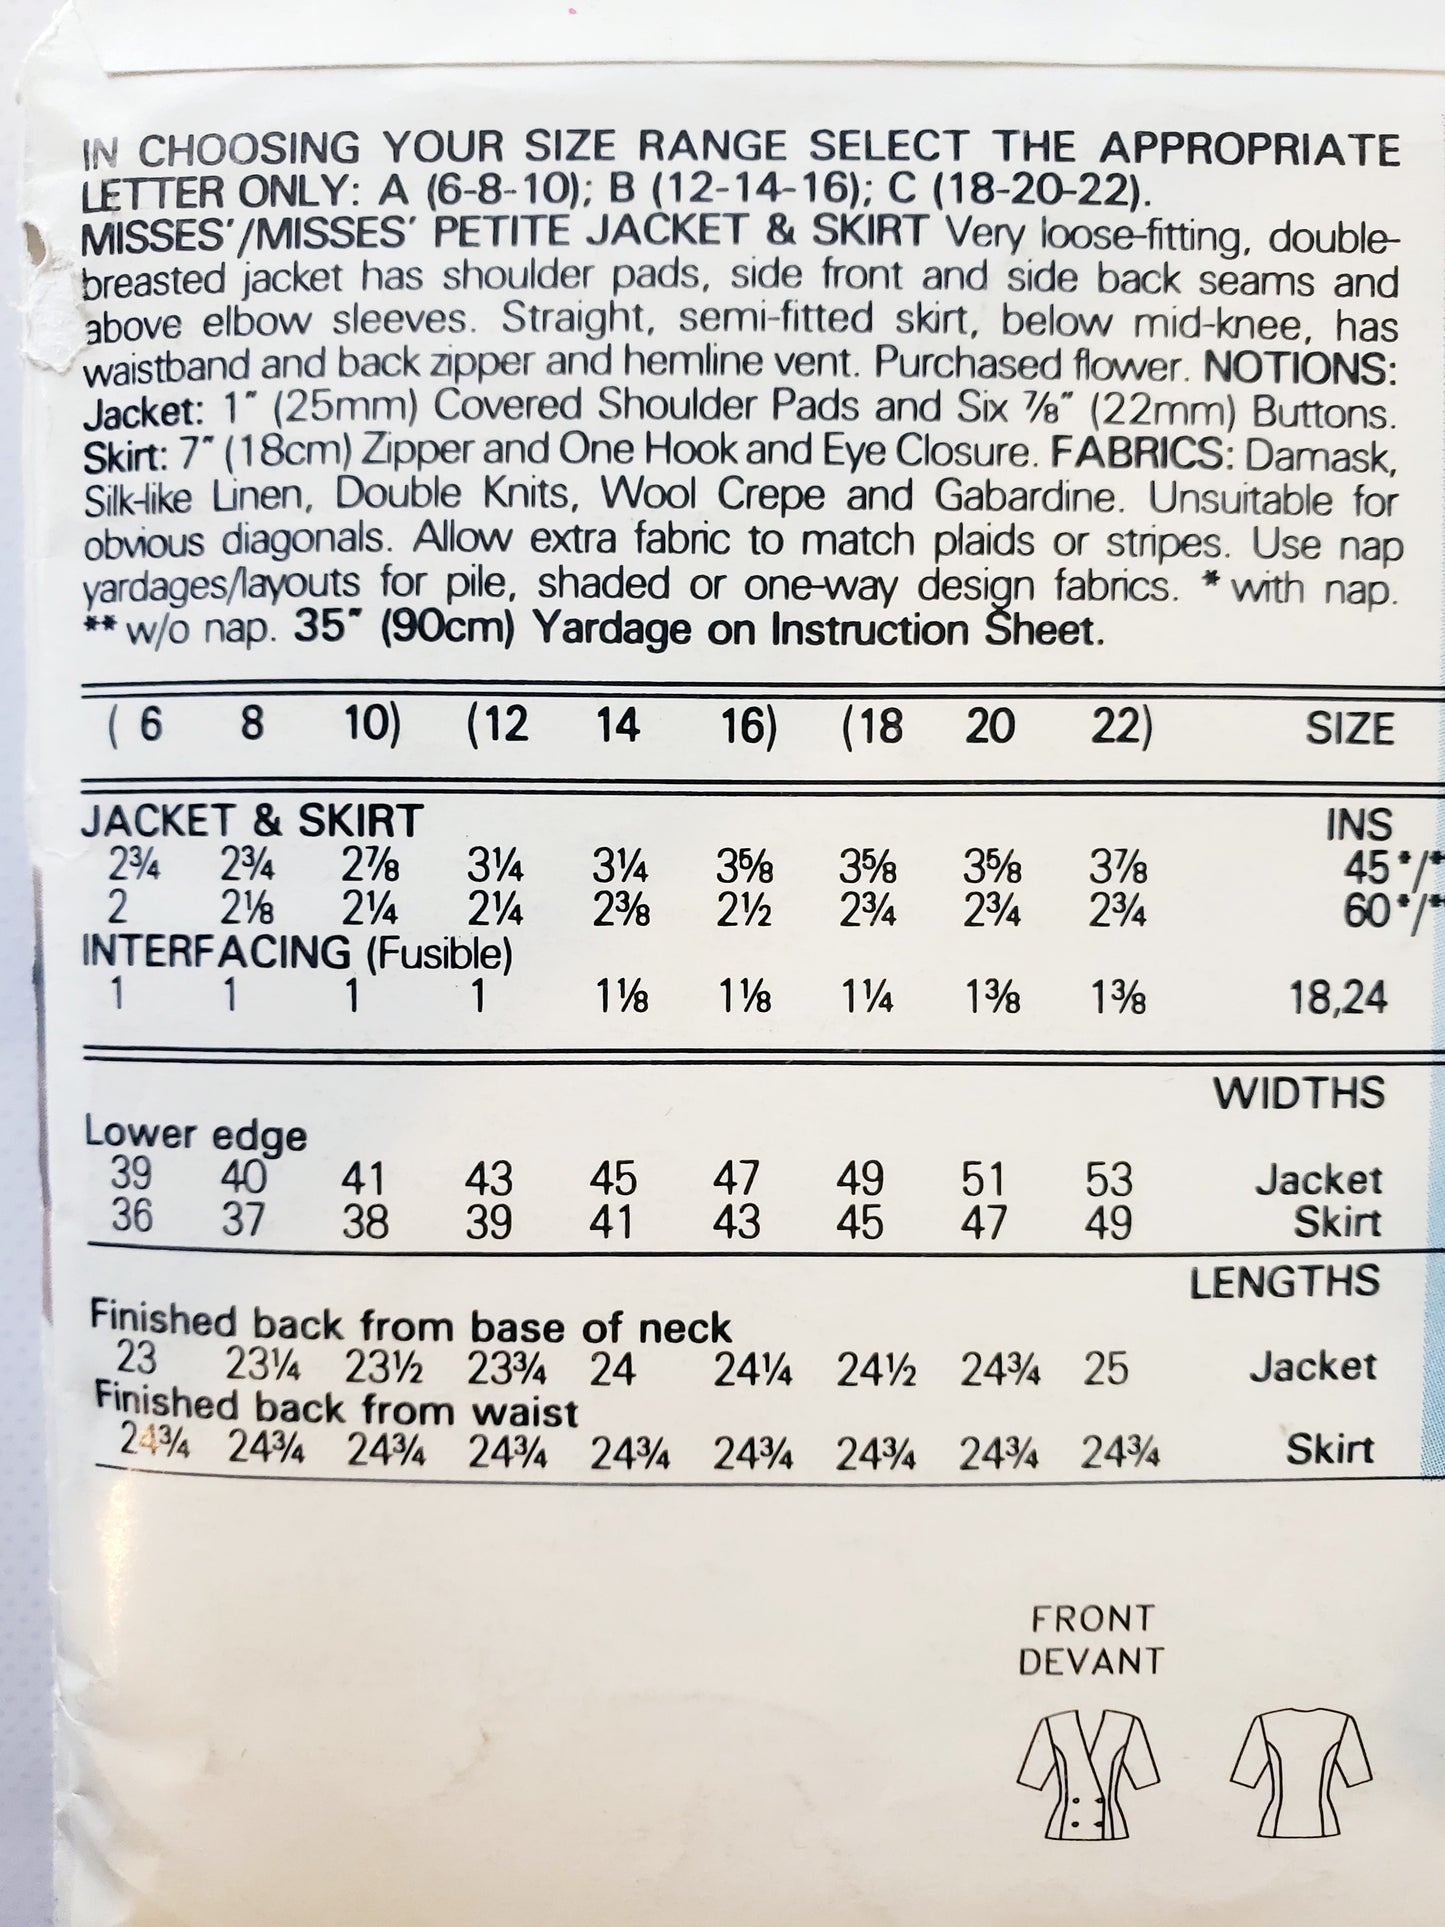 IN CHOOSING YOUR SIZE RANGE SELECT THE APPROPRIATE
LETTER ONLY: A (6-8-10); B (12-14-16); C (18-20-22).
MISSES'/MISSES' PETITE JACKET & SKIRT Very loose-fitting, double-
breasted jacket has shoulder pads, side front and side back seams and
above elbow sleeves. Straight, semi-fitted skirt, below mid-knee, has
waistband and back zipper and hemline vent. Purchased flower. NOTIONS:
Jacket: 1″ (25mm) Covered Shoulder Pads and Six ⅞″ (22mm) Buttons.
Skirt: 7″ (18cm) Zipper and One Hook and Eye Closure. FABRICS: Damask,
Silk-like Linen, Double Knits, Wool Crepe and Gabardine. Unsuitable for
obvious diagonals. Allow extra fabric to match plaids or stripes. Use nap
yardages/layouts for pile, shaded or one-way design fabrics. * with nap.
** w/o nap. 35″ (90cm) Yardage on Instruction Sheet.
( 6 8 10) (12 14 16) (18 20 22) SIZE
JACKET & SKIRT INS
2¾ 2¾ 2⅞ 3¼ 3¼ 3⅝ 3⅝ 3⅝ 3⅞ 45*/*
2 2⅛ 2¼ 2¼ 2⅜ 2½ 2¾ 2¾ 2¾ 60*/*
INTERFACING (Fusible)
1 1 1 1 1⅛ 1⅛ 1¼ 1⅜ 1⅜ 18,24
WIDTHS
Lower edge
39 40 41 43 45 47 49 51 53 Jacket
36 37 38 39 41 43 45 47 49 Skirt
LENGTHS
Finished back from base of neck
23 23¼ 23½ 23¾ 24 24¼ 24½ 24¾ 25 Jacket
Finished back from waist
24¾ 24¾ 24¾ 24¾ 24¾ 24¾ 24¾ 24¾ 24¾ Skirt
FRONT
DEVANT